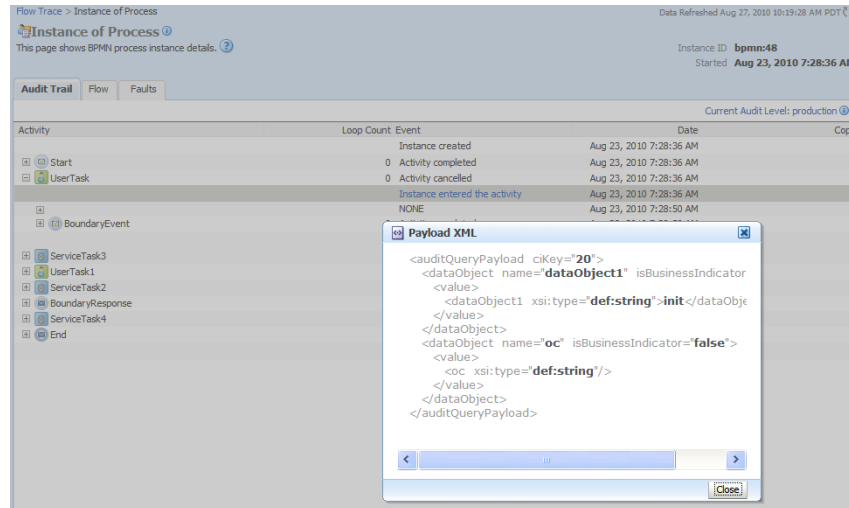 Flow Trace > Instance of Process
Data Refreshed Aug 27, 2010 10:19:28 AM PDT
Instance of Process
This page shows BPMN process instance details.
Instance ID bpmn:48
Started Aug 23, 2010 7:28:36 AM
Audit Trail Flow Faults
Current Audit Level: production
Activity Loop Count Event Date Cop
Instance created Aug 23, 2010 7:28:36 AM
Start 0 Activity completed Aug 23, 2010 7:28:36 AM
UserTask 0 Activity cancelled Aug 23, 2010 7:28:36 AM
Instance entered the activity Aug 23, 2010 7:28:36 AM
NONE Aug 23, 2010 7:28:50 AM
BoundaryEvent
ServiceTask3
UserTask1
ServiceTask2
BoundaryResponse
ServiceTask4
End
Payload XML
<auditQueryPayload ciKey="20">
<dataObject name="dataObject1" isBusinessIndicator
<value>
<dataObject1 xsi:type="def:string">init</dataObje
</value>
</dataObject>
<dataObject name="oc" isBusinessIndicator="false">
<value>
<oc xsi:type="def:string"/>
</value>
</dataObject>
</auditQueryPayload>
Close